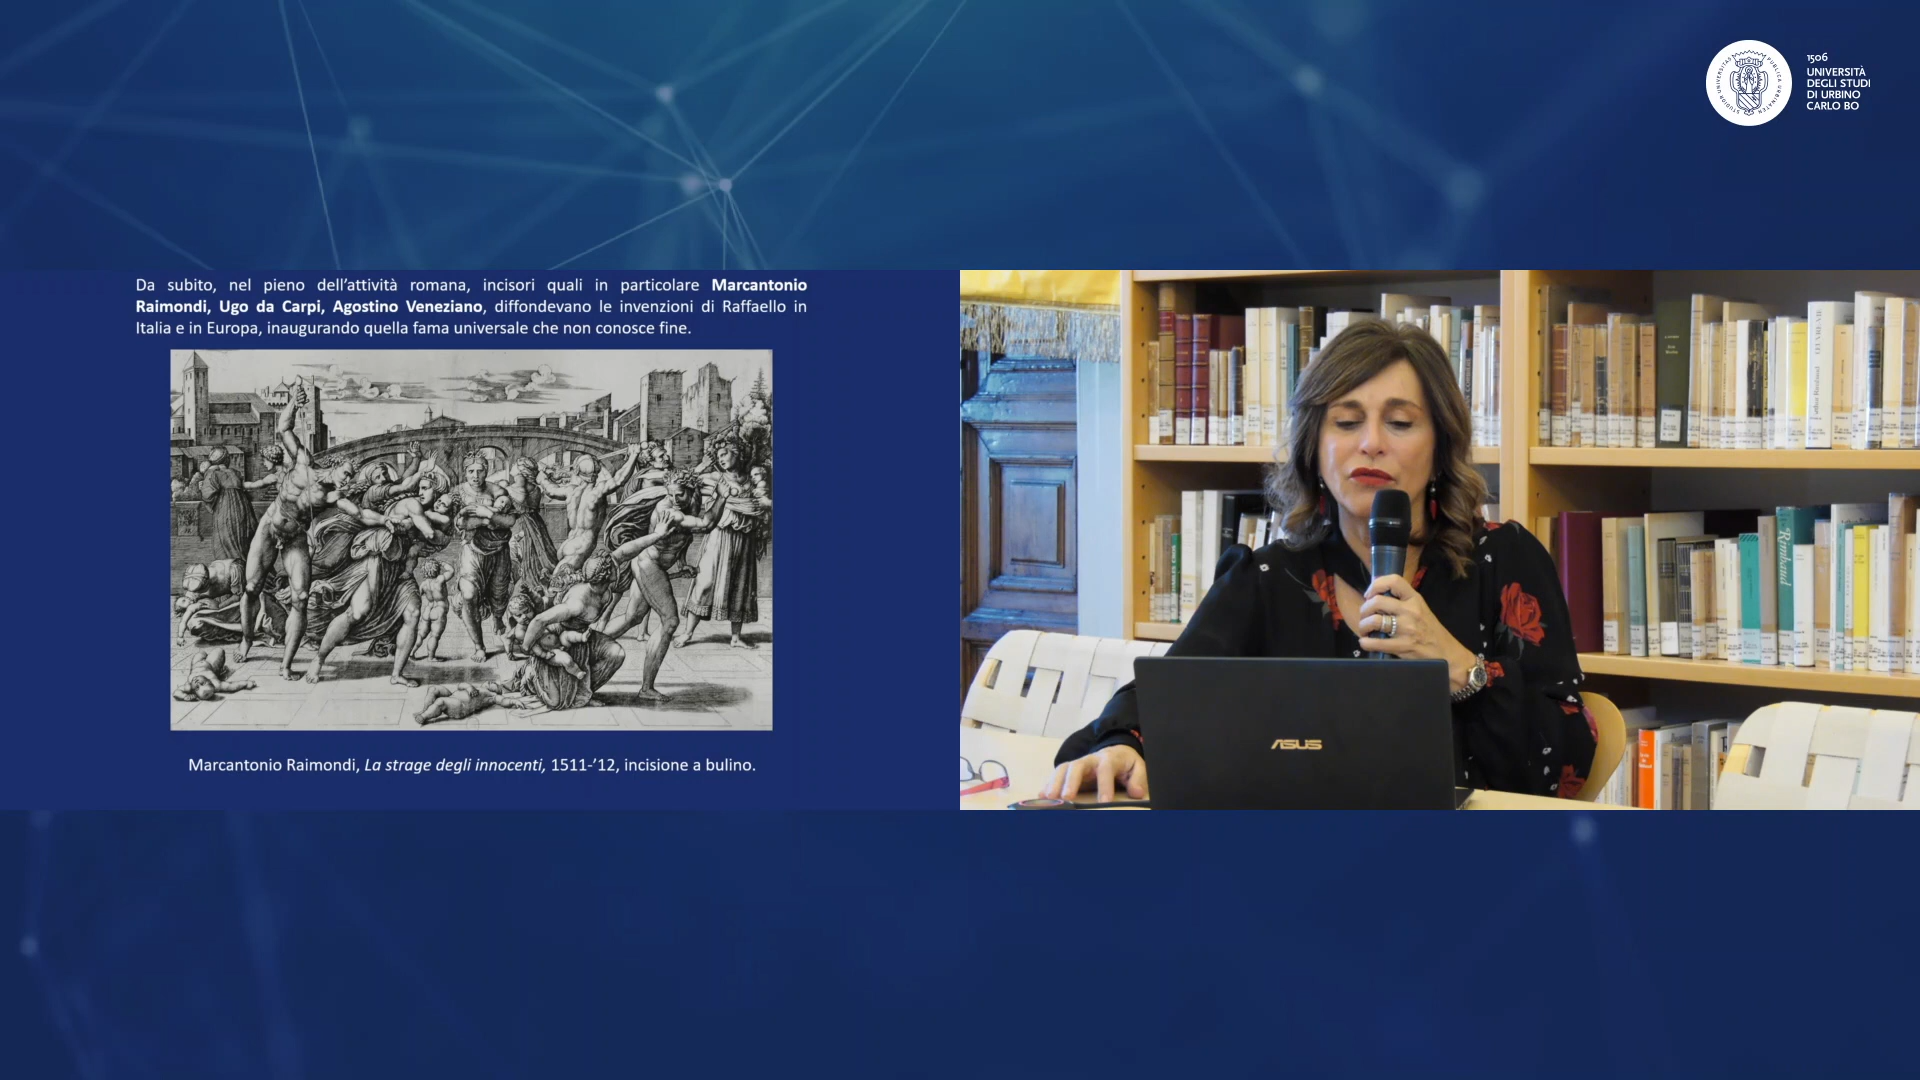 1506
UNIVERSITÀ
DEGLI STUDI
DI URBINO
CARLO BO
Da subito, nel pieno dell'attività romana, incisori quali in particolare Marcantonio
Raimondi, Ugo da Carpi, Agostino Veneziano, diffondevano le invenzioni di Raffaello in
Italia e in Europa, inaugurando quella fama universale che non conosce fine.
Marcantonio Raimondi, La strage degli innocenti, 1511-'12, incisione a bulino.
Rimbaud
ASUS